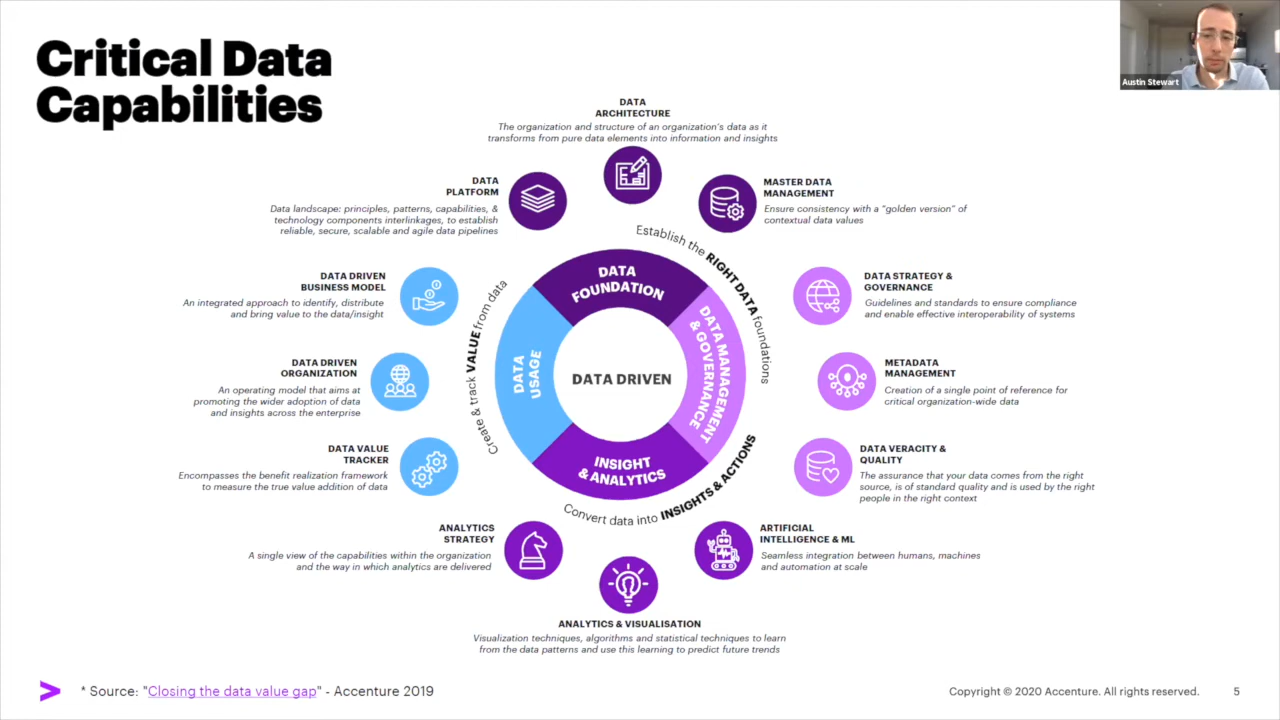 Critical Data
Capabilities
Austin Stewart
DATA
ARCHITECTURE
The organization and structure of an organization's data as it
transforms from pure data elements into information and insights
DATA
PLATFORM
Data landscape: principles, patterns, capabilities, &
technology components interlinkages, to establish
reliable, secure, scalable and agile data pipelines
MASTER DATA
MANAGEMENT
Ensure consistency with a "golden version" of
contextual data values
DATA DRIVEN
BUSINESS MODEL
An integrated approach to identify, distribute
and bring value to the data/insight
DATA STRATEGY &
GOVERNANCE
Guidelines and standards to ensure compliance
and enable effective interoperability of systems
DATA DRIVEN
ORGANIZATION
An operating model that aims at
promoting the wider adoption of data
and insights across the enterprise
METADATA
MANAGEMENT
Creation of a single point of reference for
critical organization-wide data
DATA VALUE
TRACKER
Encompasses the benefit realization framework
to measure the true value addition of data
DATA VERACITY &
QUALITY
The assurance that your data comes from the right
source, is of standard quality and is used by the right
people in the right context
ANALYTICS
STRATEGY
A single view of the capabilities within the organization
and the way in which analytics are delivered
ARTIFICIAL
INTELLIGENCE & ML
Seamless integration between humans, machines
and automation at scale
ANALYTICS & VISUALISATION
Visualization techniques, algorithms and statistical techniques to learn
from the data patterns and use this learning to predict future trends
Establish the RIGHT DATA foundations
Create & track VALUE from data
Convert data into INSIGHTS & ACTIONS
DATA
FOUNDATION
DATA MANAGEMENT
& GOVERNANCE
INSIGHT
& ANALYTICS
DATA
USAGE
DATA DRIVEN
* Source: "Closing the data value gap" - Accenture 2019
Copyright © 2020 Accenture. All rights reserved.
5